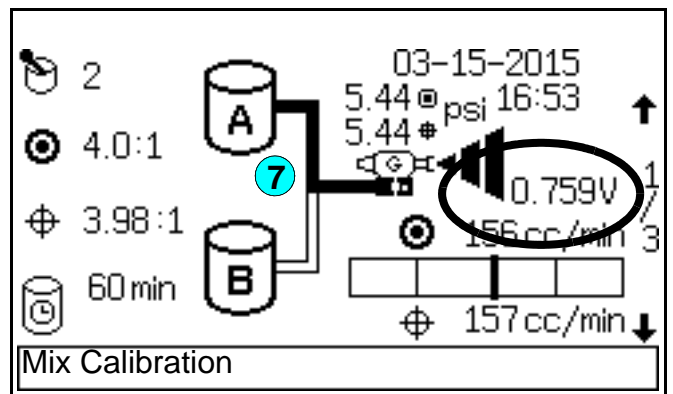 03-15-2015
2
5.44 psi 16:53
5.44
A
4.0:1
G
7
0.759V
1/3
3.98:1
156 cc/min
B
60 min
157 cc/min
Mix Calibration